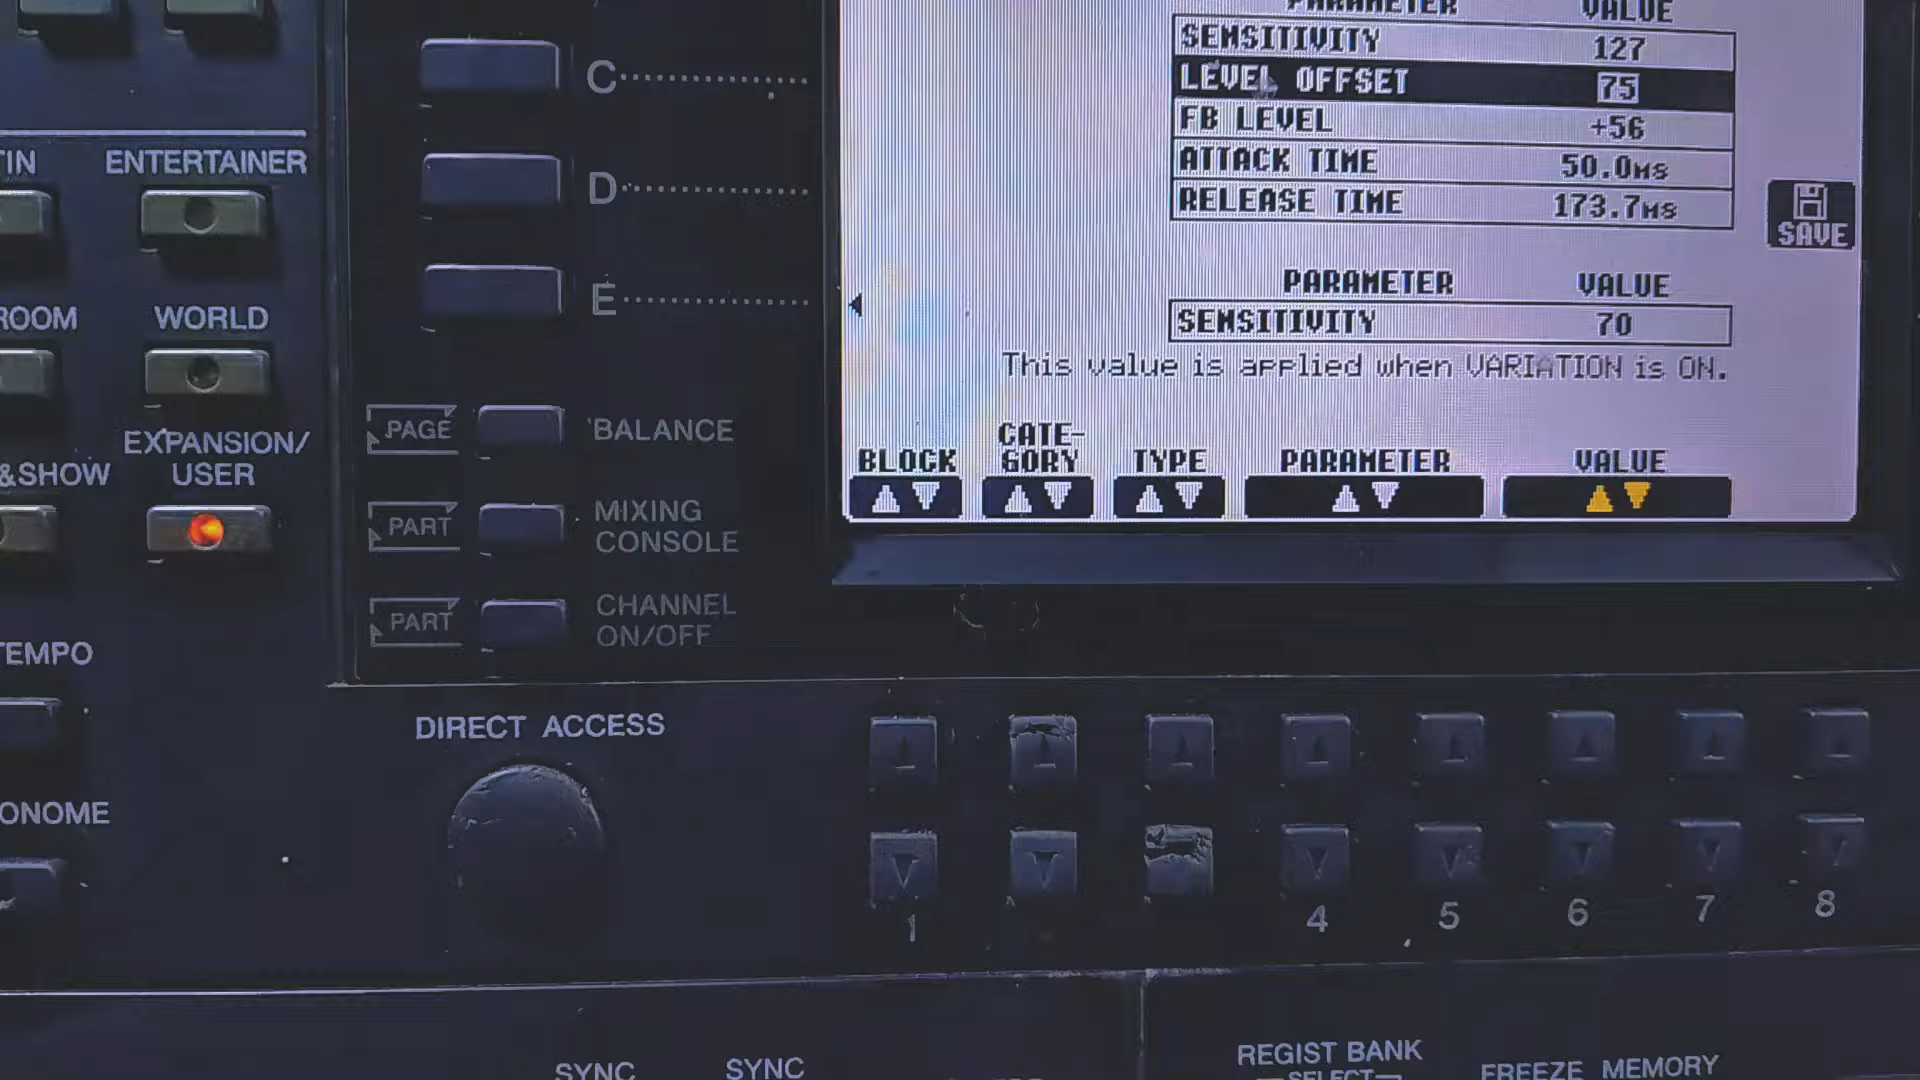 PARAMETER VALUE
SENSITIVITY 127
LEVEL OFFSET 75
FB LEVEL +56
ATTACK TIME 50.0ms
RELEASE TIME 173.7ms
SAVE
PARAMETER VALUE
SENSITIVITY 70
This value is applied when VARIATION is ON.
BLOCK CATE-GORY TYPE PARAMETER VALUE
C
D
E
TIN ENTERTAINER
ROOM WORLD
&SHOW EXPANSION/
USER
PAGE BALANCE
PART MIXING
CONSOLE
PART CHANNEL
ON/OFF
TEMPO
DIRECT ACCESS
ONOME
1 4 5 6 7 8
SYNC SYNC
REGIST BANK
SELECT
FREEZE MEMORY